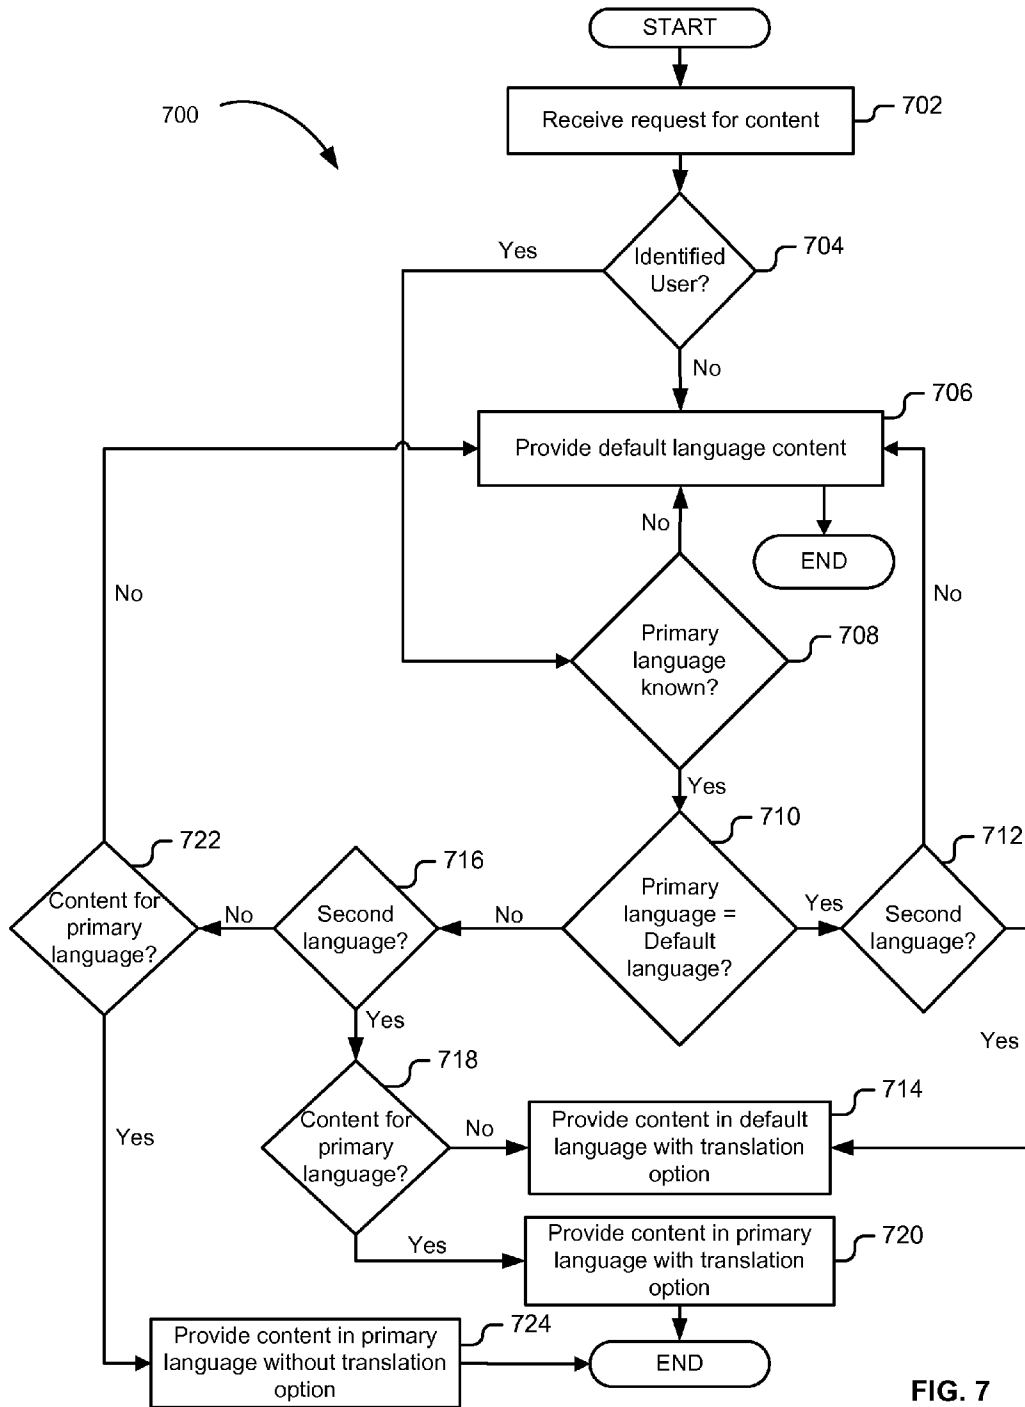 START
700
Receive request for content
702
Yes
Identified
User?
704
No
706
Provide default language content
No
END
No
No
Primary
language
known?
708
Yes
710
722
716
712
Content for
primary
language?
No
Second
language?
No
Primary
language =
Default
language?
Yes
Second
language?
Yes
Yes
718
714
Yes
Content for
primary
language?
No
Provide content in default
language with translation
option
Yes
Provide content in primary
language with translation
option
720
Provide content in primary
language without translation
option
724
END
FIG. 7